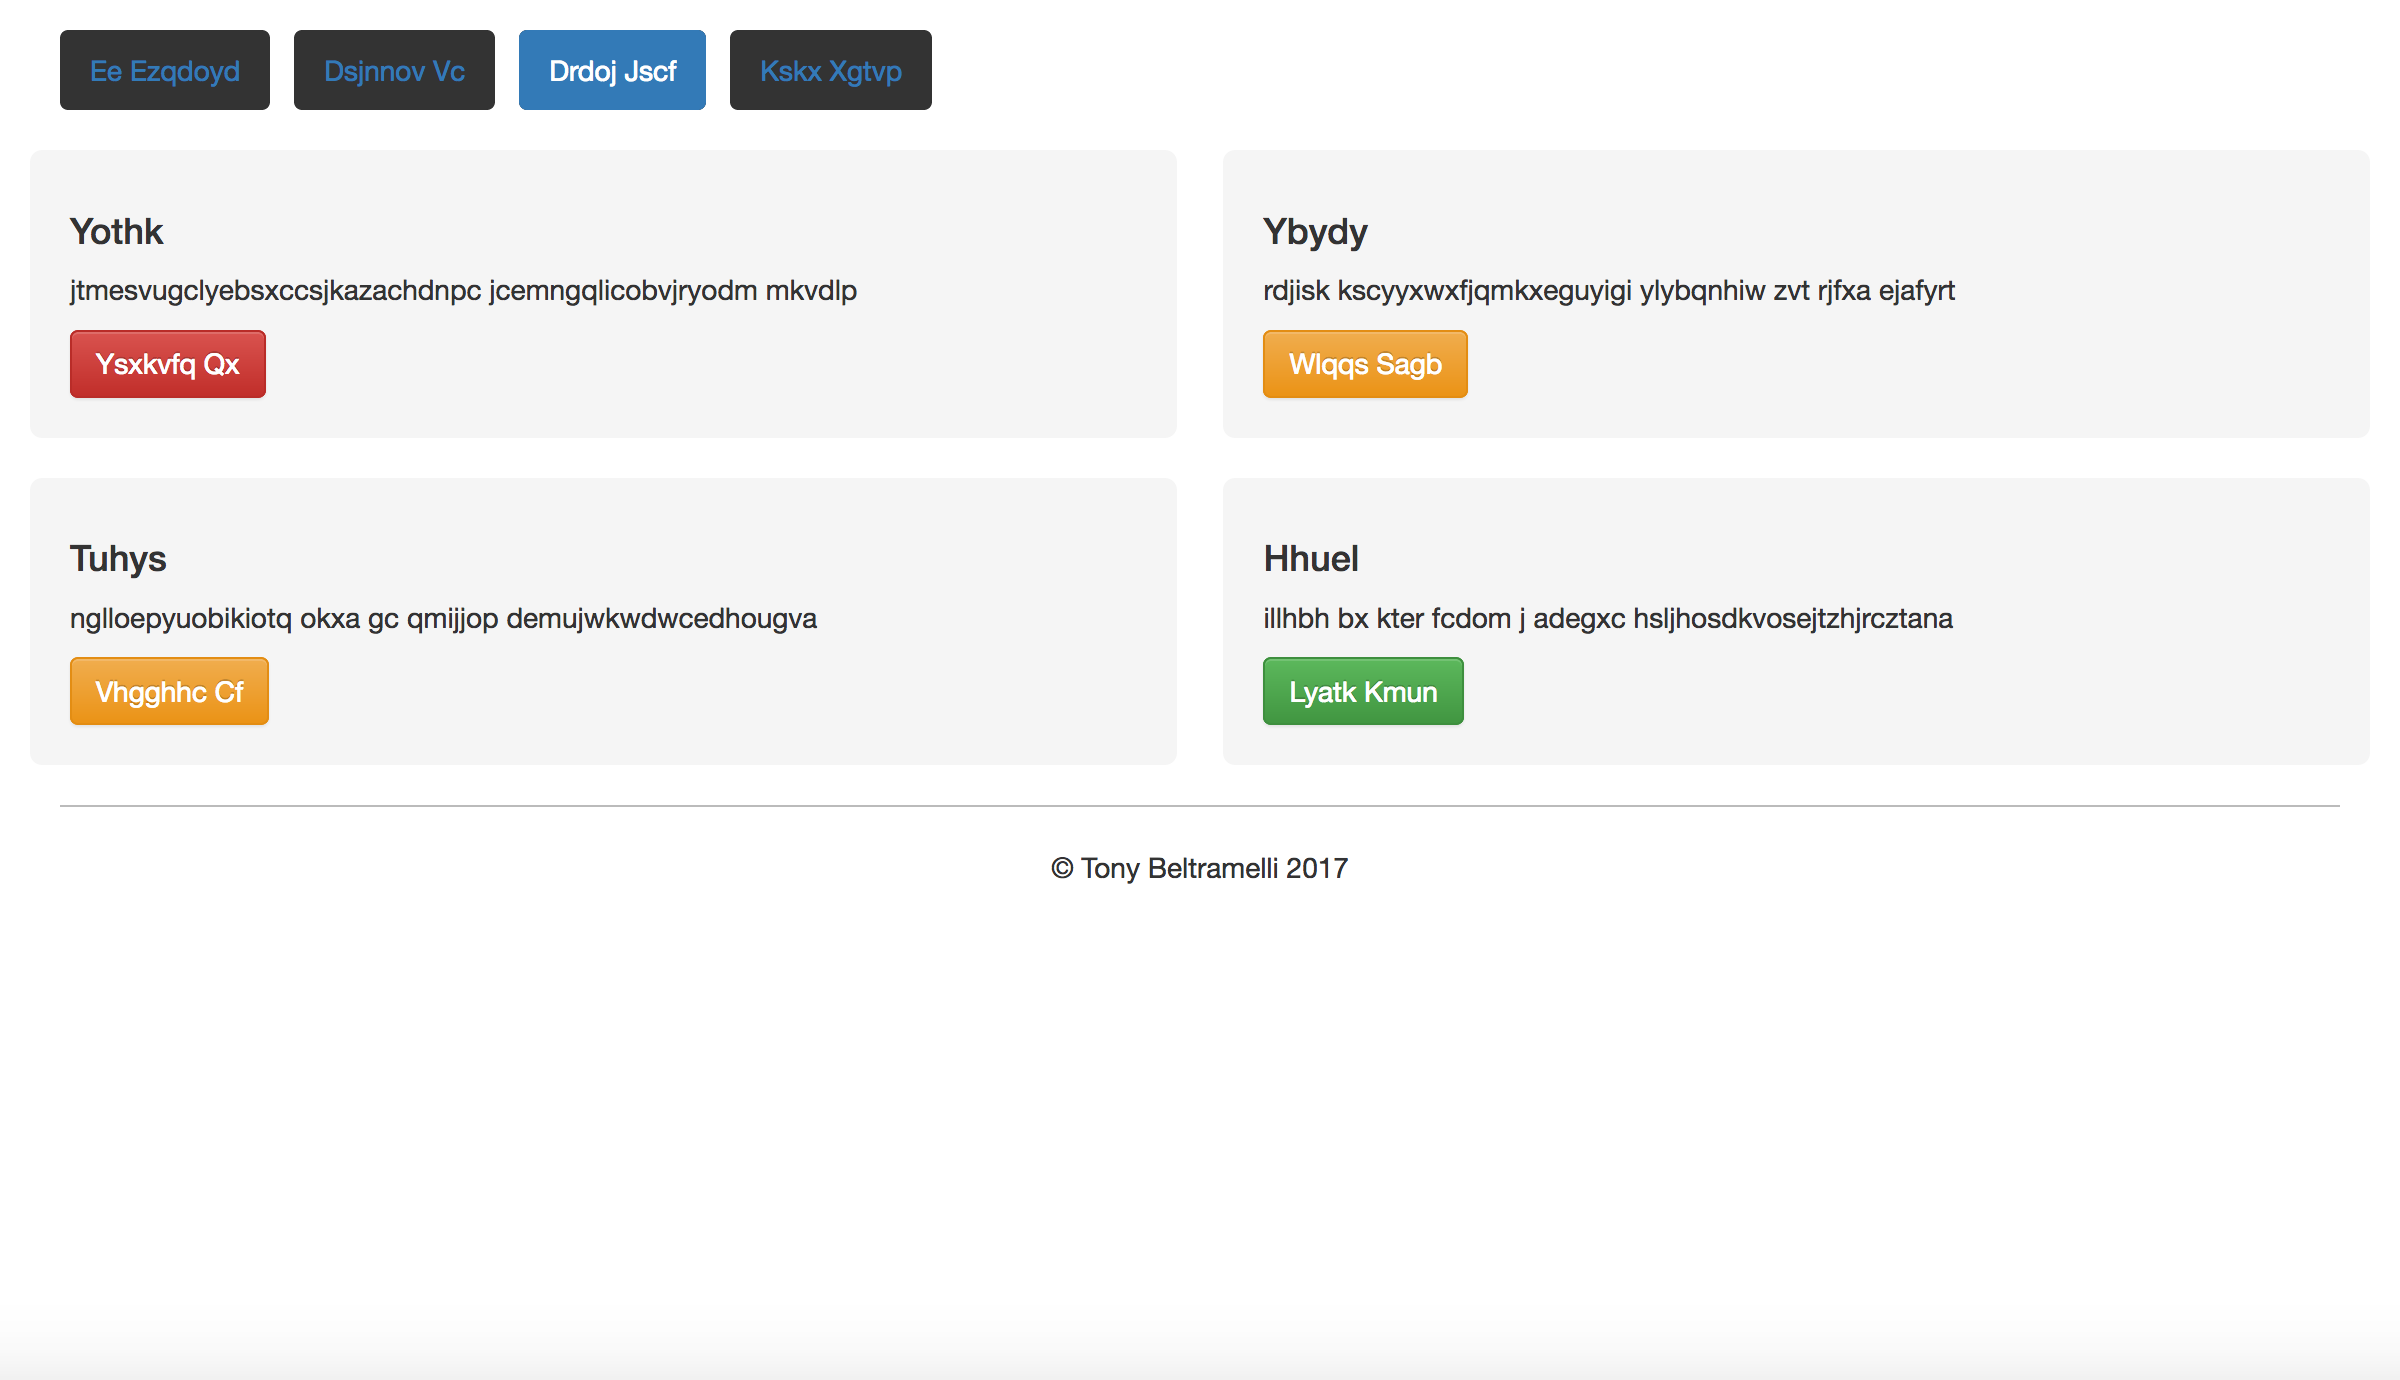 Ee Ezqdoyd Dsjnnov Vc Drdoj Jscf Kskx Xgtvp
Yothk
jtmesvugclyebsxccsjkazachdnpc jcemngqlicobvjryodm mkvdlp
Ysxkvfq Qx
Ybydy
rdjisk kscyyxwxfjqmkxeguyigi ylybqnhiw zvt rjfxa ejafyrt
Wlqqs Sagb
Tuhys
nglloepyuobikiotq okxa gc qmijjop demujwkwdwcedhougva
Vhgghhc Cf
Hhuel
illhbh bx kter fcdom j adegxc hsljhosdkvosejtzhjrcztana
Lyatk Kmun
© Tony Beltramelli 2017